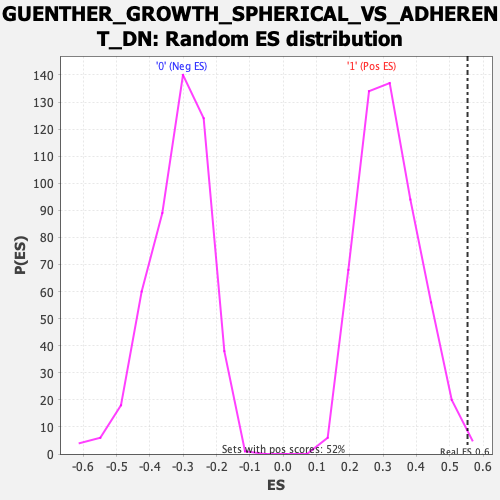 GUENTHER_GROWTH_SPHERICAL_VS_ADHEREN
T_DN: Random ES distribution
'0' (Neg ES)
'1' (Pos ES)
140
130
120
110
100
90
80
70
60
50
40
30
20
10
0
P(ES)
Sets with pos scores: 52%
Real ES 0.6
-0.6 -0.5 -0.4 -0.3 -0.2 -0.1 0.0 0.1 0.2 0.3 0.4 0.5 0.6
ES